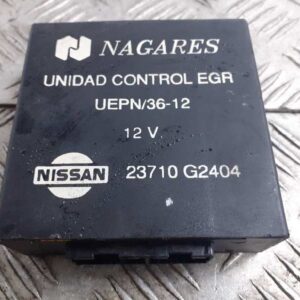 NAGARES
UNIDAD CONTROL EGR
UEPN/36-12
12 V
NISSAN 23710 G2404